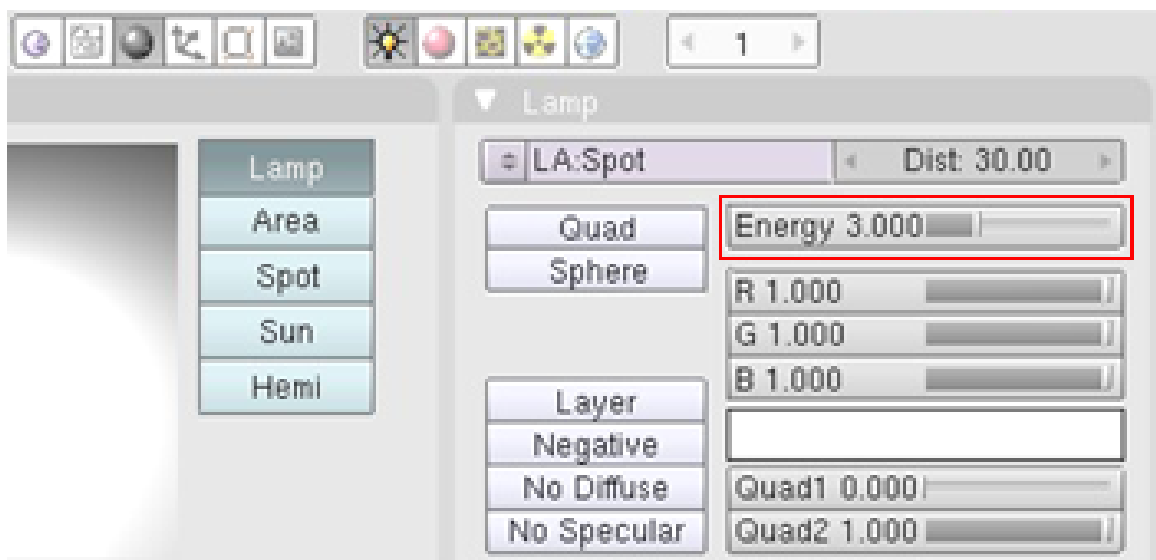 1
Lamp
Lamp
Area
Spot
Sun
Hemi
LA:Spot
Dist: 30.00
Quad
Sphere
Energy 3.000
R 1.000
G 1.000
B 1.000
Layer
Negative
No Diffuse
No Specular
Quad1 0.000
Quad2 1.000